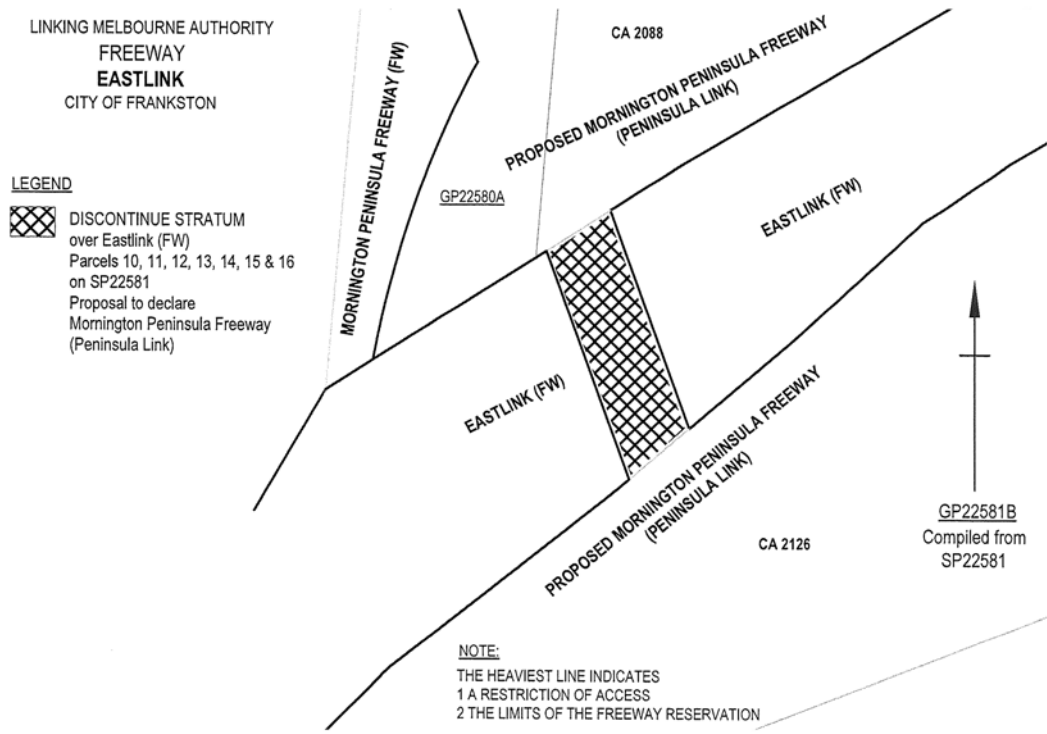 LINKING MELBOURNE AUTHORITY
FREEWAY
EASTLINK
CITY OF FRANKSTON
LEGEND
DISCONTINUE STRATUM
over Eastlink (FW)
Parcels 10, 11, 12, 13, 14, 15 & 16
on SP22581
Proposal to declare
Mornington Peninsula Freeway
(Peninsula Link)
MORNINGTON PENINSULA FREEWAY (FW)
CA 2088
PROPOSED MORNINGTON PENINSULA FREEWAY
(PENINSULA LINK)
GP22580A
EASTLINK (FW)
EASTLINK (FW)
PROPOSED MORNINGTON PENINSULA FREEWAY
(PENINSULA LINK)
CA 2126
GP22581B
Compiled from
SP22581
NOTE:
THE HEAVIEST LINE INDICATES
1 A RESTRICTION OF ACCESS
2 THE LIMITS OF THE FREEWAY RESERVATION